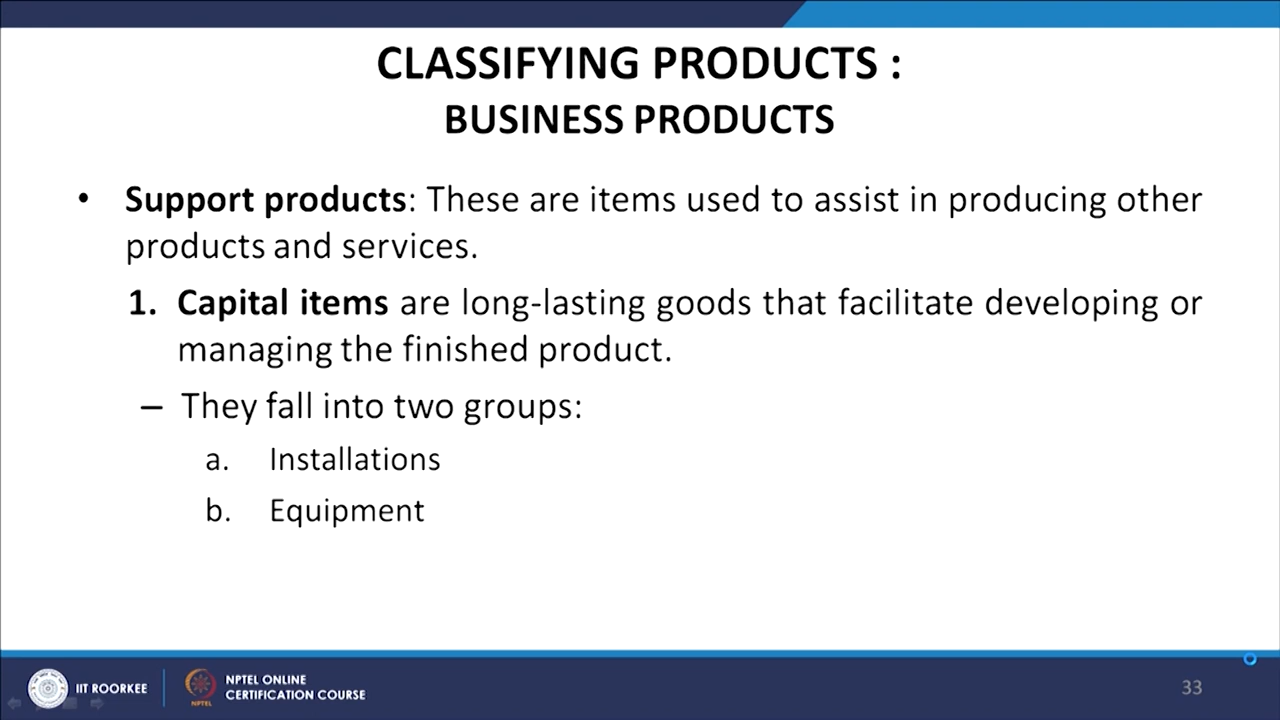 CLASSIFYING PRODUCTS :
BUSINESS PRODUCTS
• Support products: These are items used to assist in producing other
products and services.
1. Capital items are long-lasting goods that facilitate developing or
managing the finished product.
– They fall into two groups:
a. Installations
b. Equipment
IIT ROORKEE
NPTEL
NPTEL ONLINE
CERTIFICATION COURSE
33